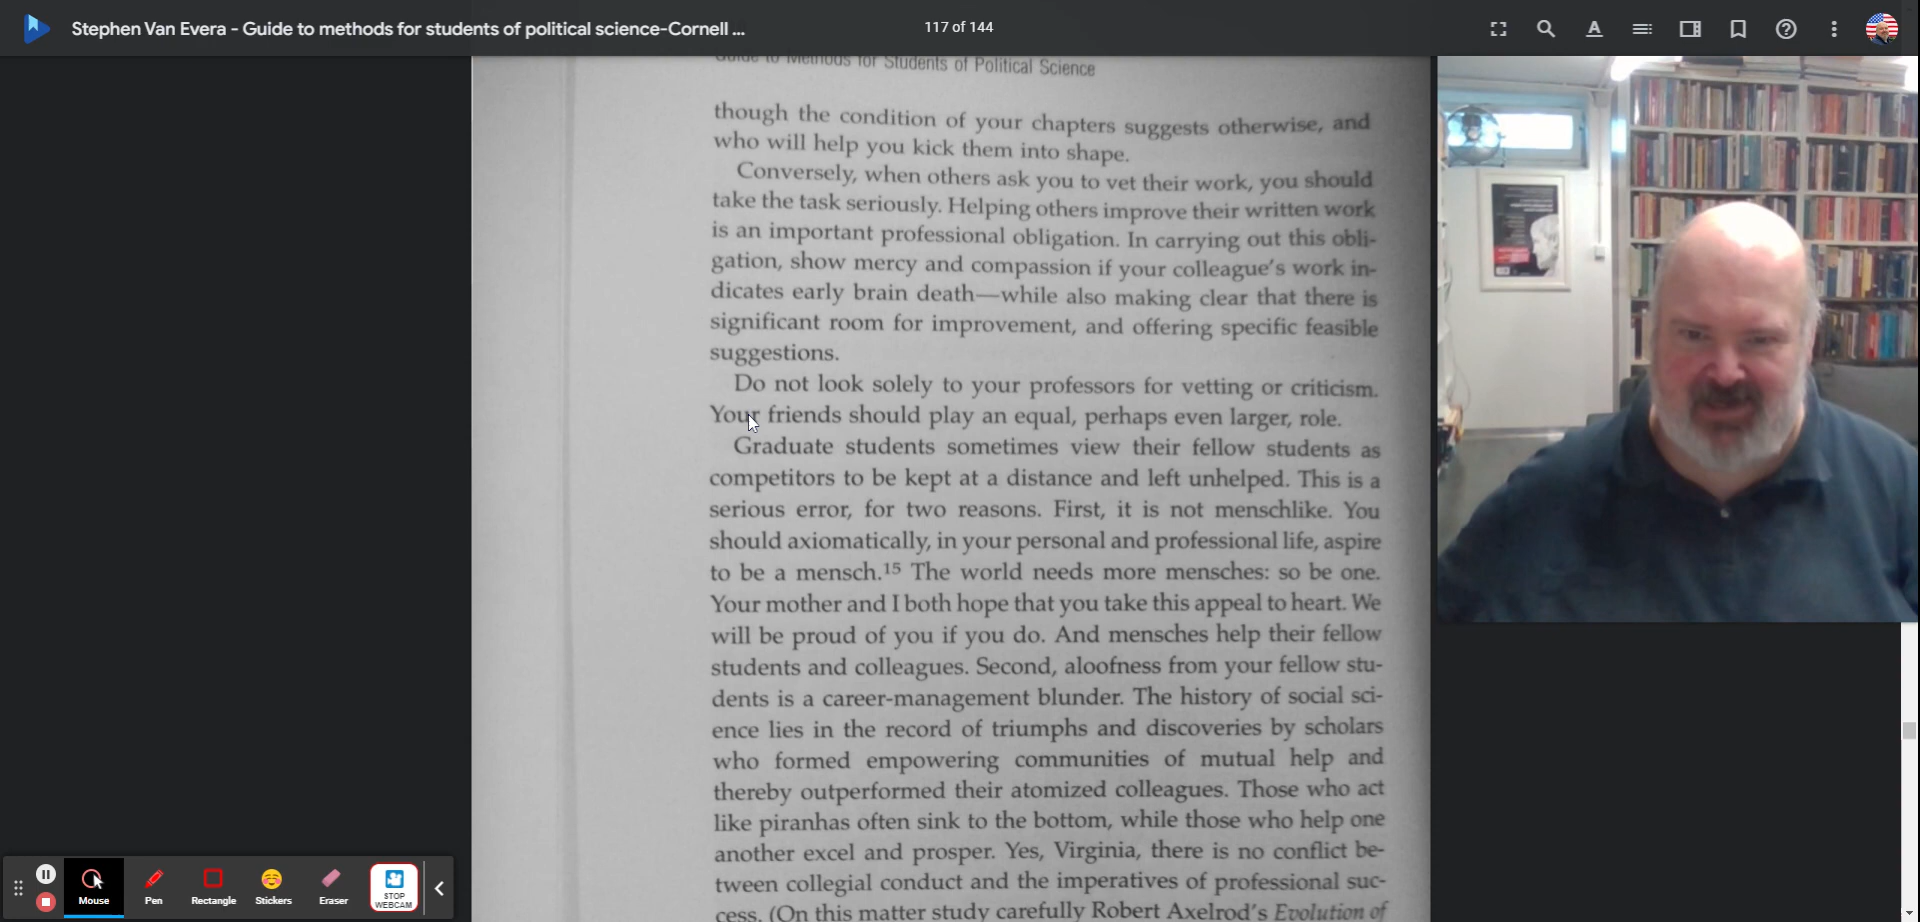 Stephen Van Evera - Guide to methods for students of political science-Cornell ...
117 of 144
Guide to Methods for Students of Political Science
though the condition of your chapters suggests otherwise, and
who will help you kick them into shape.
Conversely, when others ask you to vet their work, you should
take the task seriously. Helping others improve their written work
is an important professional obligation. In carrying out this obli-
gation, show mercy and compassion if your colleague's work in-
dicates early brain death—while also making clear that there is
significant room for improvement, and offering specific feasible
suggestions.
Do not look solely to your professors for vetting or criticism.
Your friends should play an equal, perhaps even larger, role.
Graduate students sometimes view their fellow students as
competitors to be kept at a distance and left unhelped. This is a
serious error, for two reasons. First, it is not menschlike. You
should axiomatically, in your personal and professional life, aspire
to be a mensch.15 The world needs more mensches: so be one.
Your mother and I both hope that you take this appeal to heart. We
will be proud of you if you do. And mensches help their fellow
students and colleagues. Second, aloofness from your fellow stu-
dents is a career-management blunder. The history of social sci-
ence lies in the record of triumphs and discoveries by scholars
who formed empowering communities of mutual help and
thereby outperformed their atomized colleagues. Those who act
like piranhas often sink to the bottom, while those who help one
another excel and prosper. Yes, Virginia, there is no conflict be-
tween collegial conduct and the imperatives of professional suc-
cess. (On this matter study carefully Robert Axelrod's Evolution of
Mouse
Pen
Rectangle
Stickers
Eraser
STOP
WEBCAM